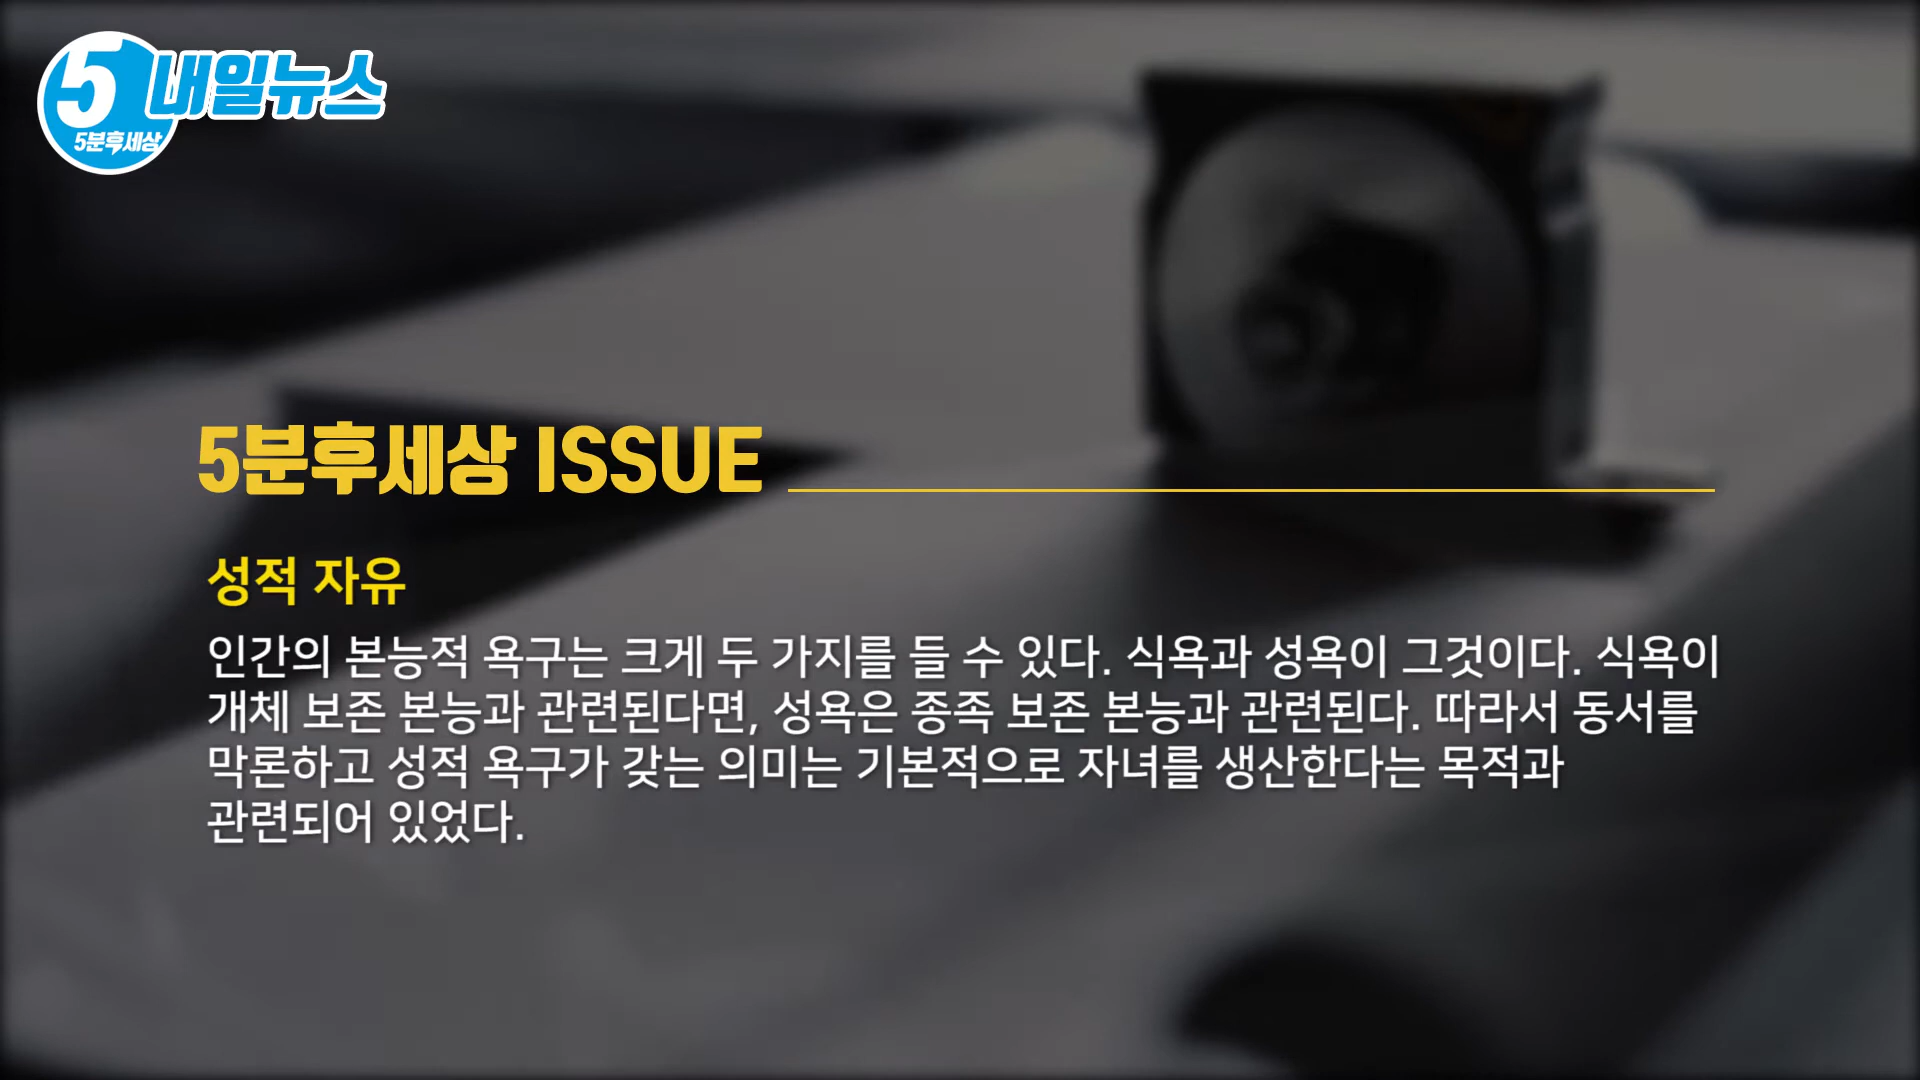 5 내일뉴스
5분후세상
5분후세상 ISSUE
성적 자유
인간의 본능적 욕구는 크게 두 가지를 들 수 있다. 식욕과 성욕이 그것이다. 식욕이
개체 보존 본능과 관련된다면, 성욕은 종족 보존 본능과 관련된다. 따라서 동서를
막론하고 성적 욕구가 갖는 의미는 기본적으로 자녀를 생산한다는 목적과
관련되어 있었다.